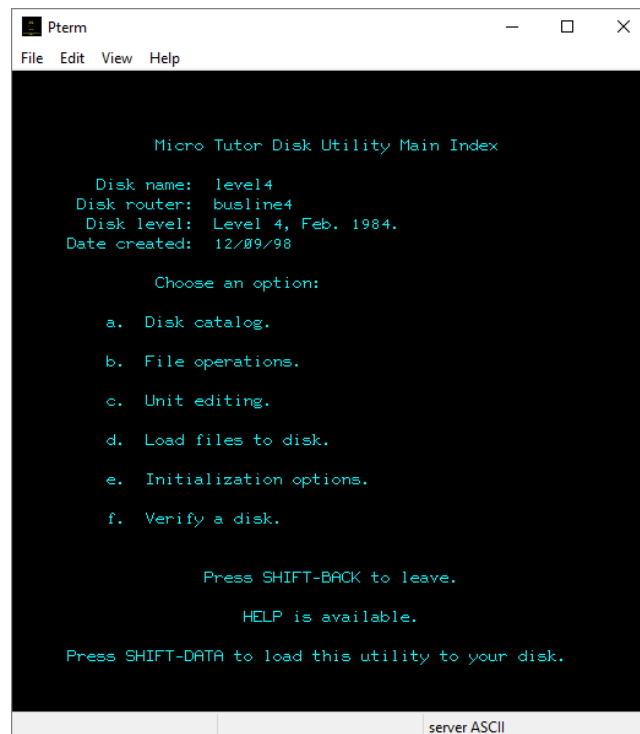 Pterm
File Edit View Help
Micro Tutor Disk Utility Main Index
Disk name: level4
Disk router: busline4
Disk level: Level 4, Feb. 1984.
Date created: 12/09/98
Choose an option:
a. Disk catalog.
b. File operations.
c. Unit editing.
d. Load files to disk.
e. Initialization options.
f. Verify a disk.
Press SHIFT-BACK to leave.
HELP is available.
Press SHIFT-DATA to load this utility to your disk.
server ASCII